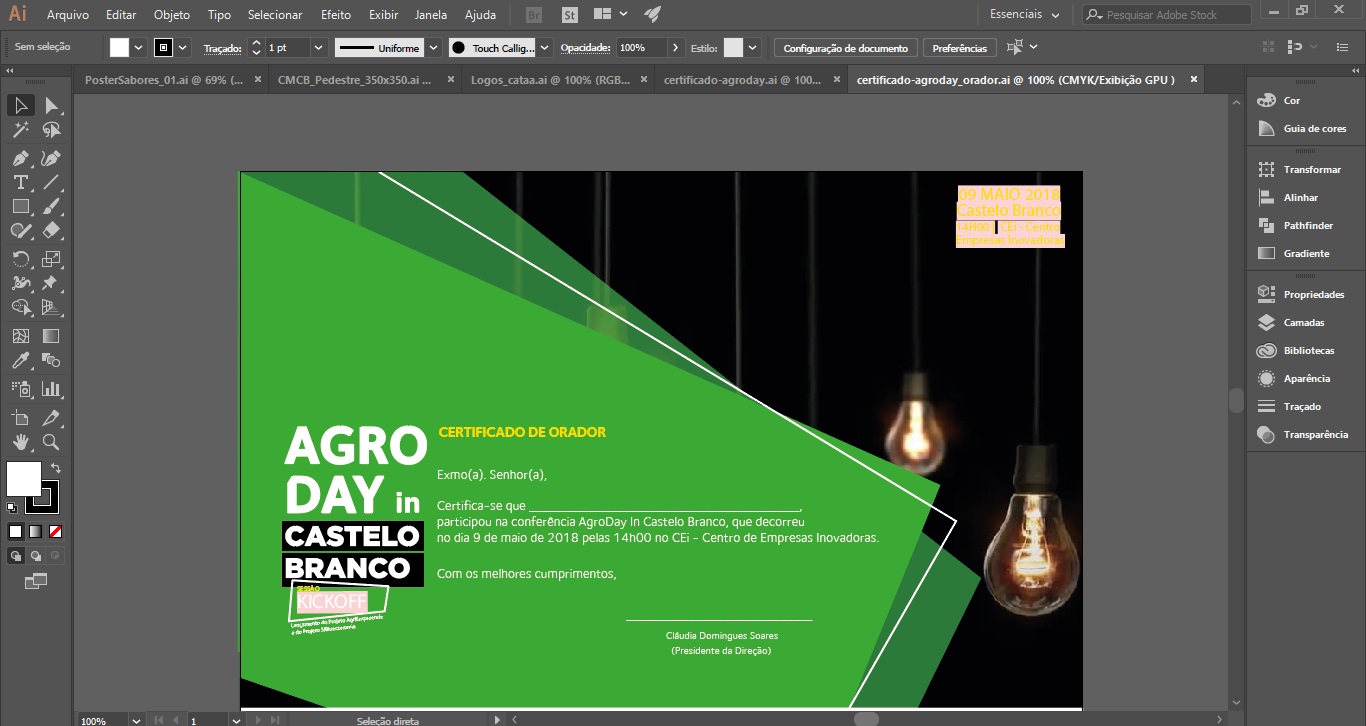 Ai Arquivo Editar Objeto Tipo Selecionar Efeito Exibir Janela Ajuda Br St Essenciais Pesquisar Adobe Stock
Sem seleção Traçado: 1 pt Uniforme Touch Callig... Opacidade: 100% Estilo: Configuração de documento Preferências
PosterSabores_01.ai @ 69% (... × CMCB_Pedestre_350x350.ai ... × Logos_cataa.ai @ 100% (RGB... × certificado-agroday.ai @ 100... × certificado-agroday_orador.ai @ 100% (CMYK/Exibição GPU ) ×
Cor
Guia de cores
Transformar
Alinhar
Pathfinder
Gradiente
Propriedades
Camadas
Bibliotecas
Aparência
Traçado
Transparência
09 MAIO 2018
Castelo Branco
14H00 | CEi - Centro
Empresas Inovadoras
AGRO
DAY in
CASTELO
BRANCO
SESSÃO
KICKOFF
Lançamento do Projeto AgriEmpreende
e do Projeto
CERTIFICADO DE ORADOR
Exmo(a). Senhor(a),
Certifica-se que ________________________________________,
participou na conferência AgroDay In Castelo Branco, que decorreu
no dia 9 de maio de 2018 pelas 14h00 no CEi - Centro de Empresas Inovadoras.
Com os melhores cumprimentos,
Cláudia Domingues Soares
(Presidente da Direção)
100% 1 Seleção direta